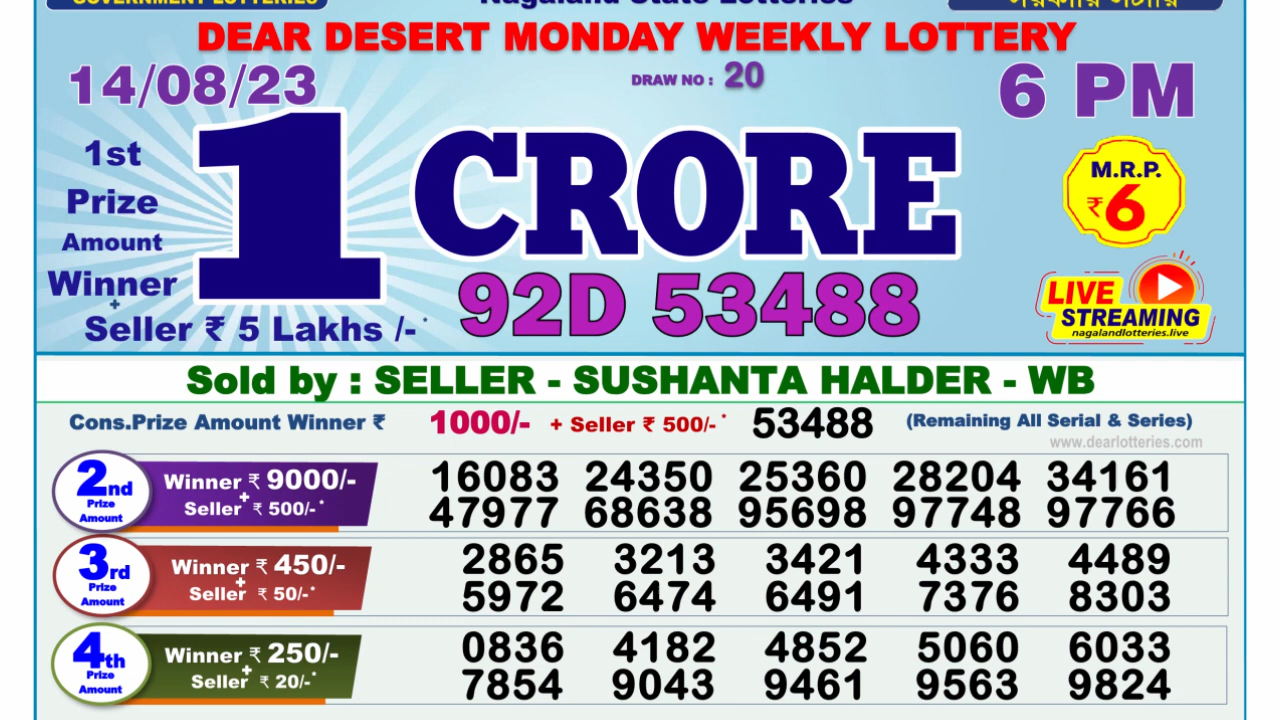 GOVERNMENT LOTTERIES
Nagaland State Lotteries
সরকারি লটারি
DEAR DESERT MONDAY WEEKLY LOTTERY
14/08/23
DRAW NO : 20
6 PM
1st
Prize
Amount
Winner
+
Seller ₹ 5 Lakhs /-*
1 CRORE
92D 53488
M.R.P.
₹6
LIVE
STREAMING
nagalandlotteries.live
Sold by : SELLER - SUSHANTA HALDER - WB
Cons.Prize Amount Winner ₹ 1000/- + Seller ₹ 500/-* 53488 (Remaining All Serial & Series)
www.dearlotteries.com
2nd
Prize
Amount
Winner ₹ 9000/-
+
Seller ₹ 500/-*
16083 24350 25360 28204 34161
47977 68638 95698 97748 97766
3rd
Prize
Amount
Winner ₹ 450/-
+
Seller ₹ 50/-*
2865 3213 3421 4333 4489
5972 6474 6491 7376 8303
4th
Prize
Amount
Winner ₹ 250/-
+
Seller ₹ 20/-*
0836 4182 4852 5060 6033
7854 9043 9461 9563 9824